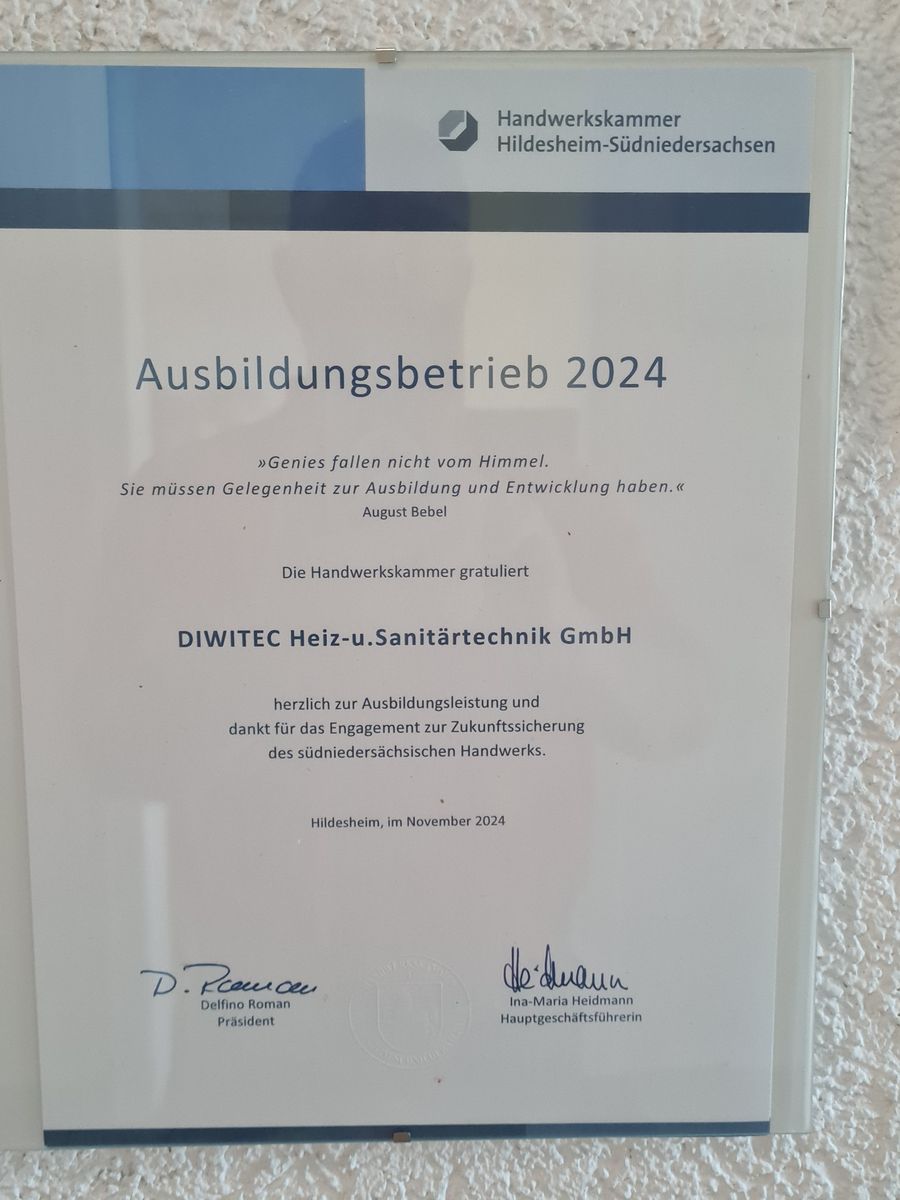 Handwerkskammer
Hildesheim-Südniedersachsen
Ausbildungsbetrieb 2024
»Genies fallen nicht vom Himmel.
Sie müssen Gelegenheit zur Ausbildung und Entwicklung haben.«
August Bebel
Die Handwerkskammer gratuliert
DIWITEC Heiz-u.Sanitärtechnik GmbH
herzlich zur Ausbildungsleistung und
dankt für das Engagement zur Zukunftssicherung
des südniedersächsischen Handwerks.
Hildesheim, im November 2024
D. Roman
Delfino Roman
Präsident
Heidmann
Ina-Maria Heidmann
Hauptgeschäftsführerin